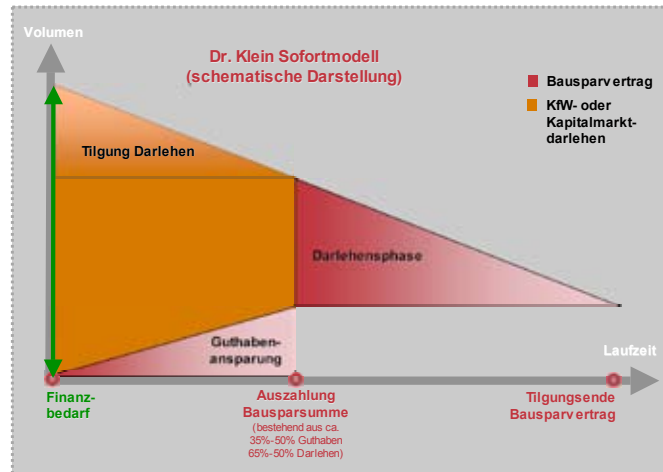 Volumen
Dr. Klein Sofortmodell
(schematische Darstellung)
Bausparvertrag
KfW- oder
Kapitalmarkt-
darlehen
Tilgung Darlehen
Darlehensphase
Guthaben-
ansparung
Laufzeit
Finanz-
bedarf
Auszahlung
Bausparsumme
(bestehend aus ca.
35%-50% Guthaben
65%-50% Darlehen)
Tilgungsende
Bausparvertrag